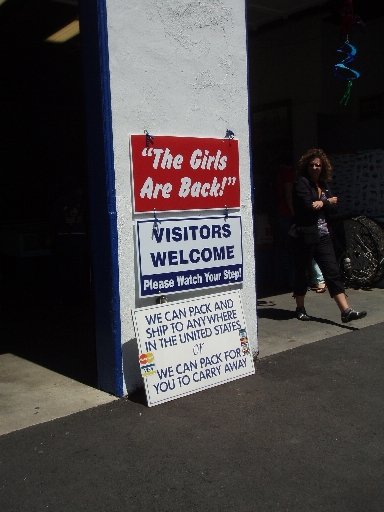 "The Girls
Are Back!"
VISITORS
WELCOME
Please Watch Your Step!
WE CAN PACK AND
SHIP TO ANYWHERE
IN THE UNITED STATES
OR
WE CAN PACK FOR
YOU TO CARRY AWAY